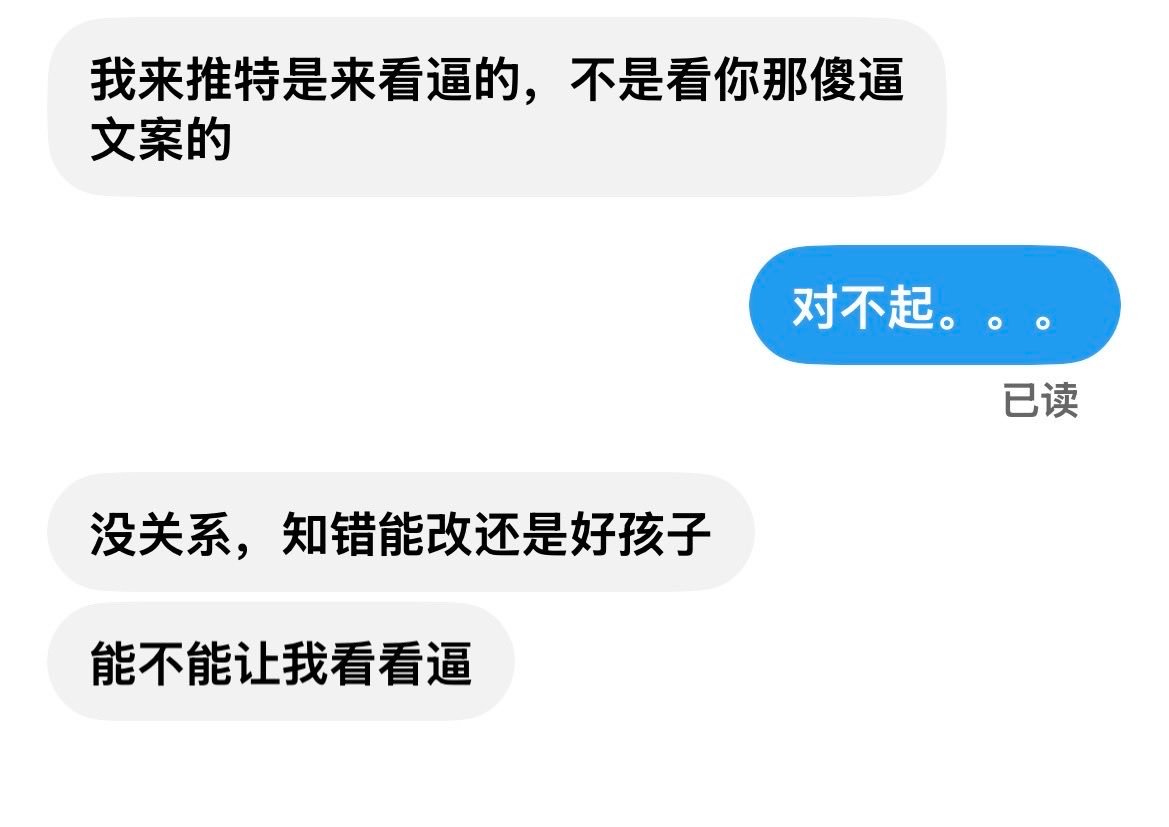 我来推特是来看逼的，不是看你那傻逼
文案的
对不起。。。
已读
没关系，知错能改还是好孩子
能不能让我看看逼